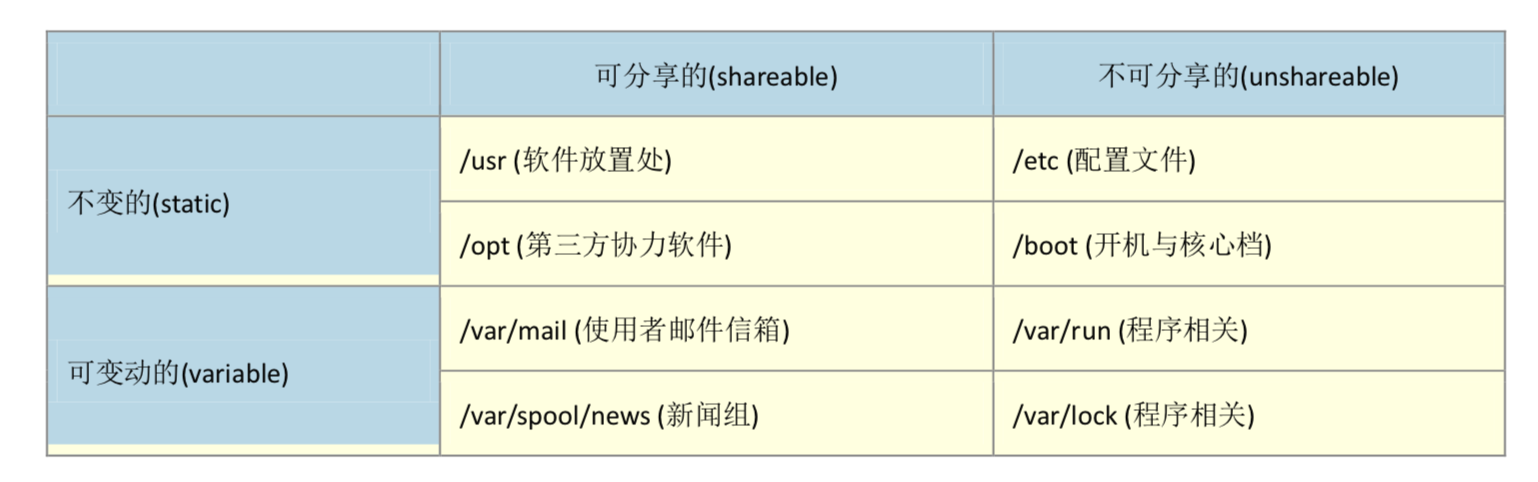 可分享的(shareable) 不可分享的(unshareable)
不变的(static)
/usr (软件放置处) /etc (配置文件)
/opt (第三方协力软件) /boot (开机与核心档)
可变动的(variable)
/var/mail (使用者邮件信箱) /var/run (程序相关)
/var/spool/news (新闻组) /var/lock (程序相关)